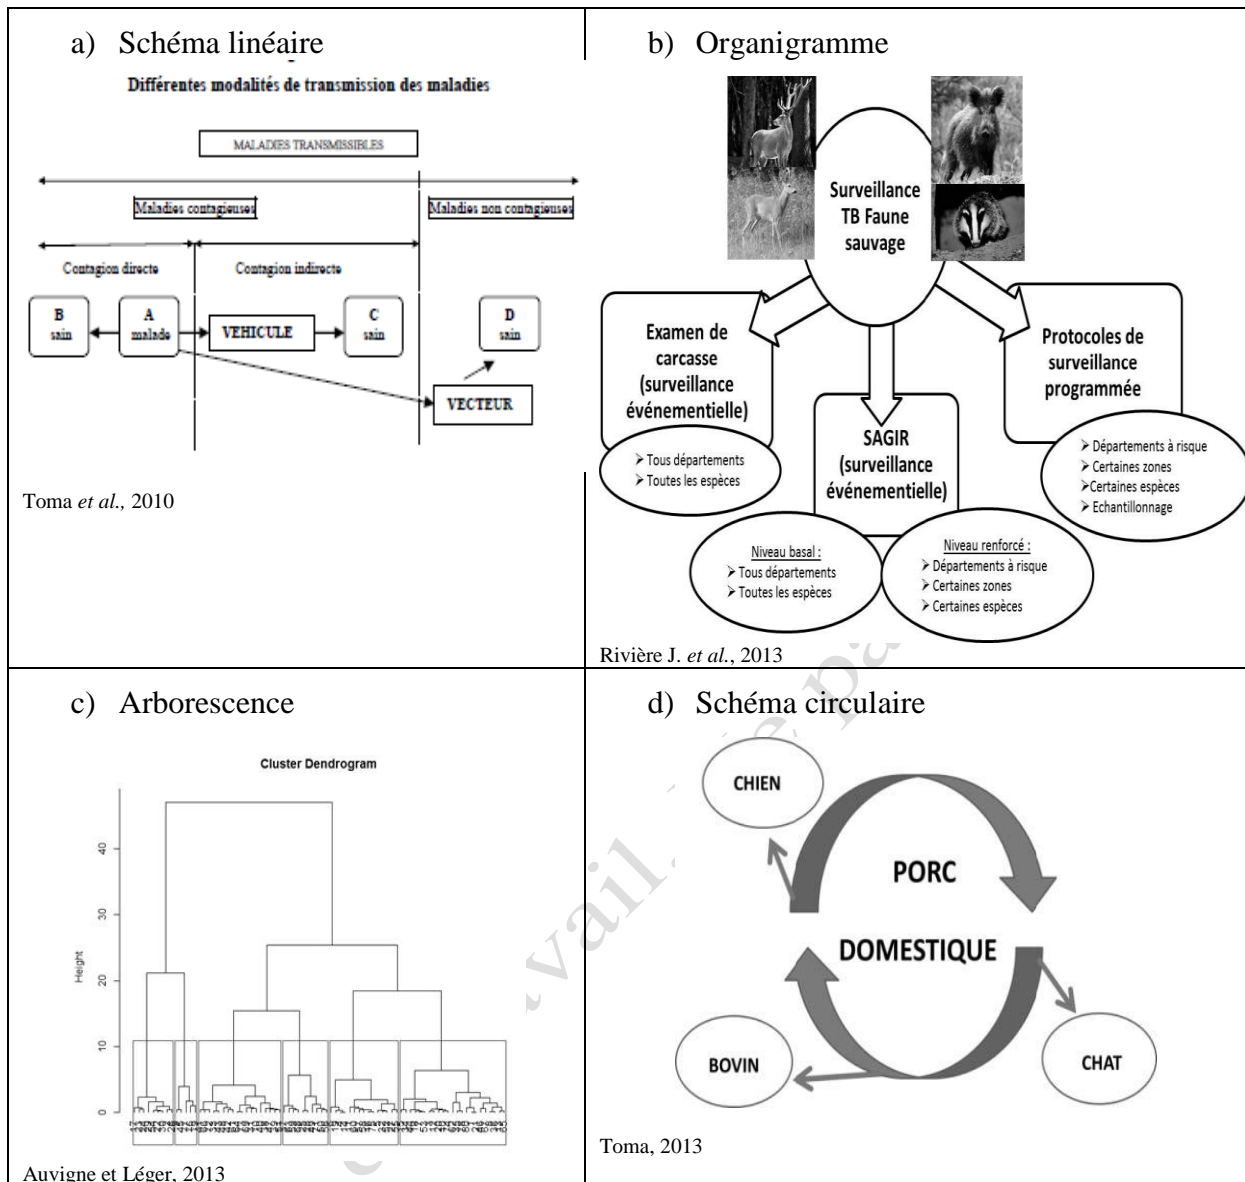 a) Schéma linéaire
Différentes modalités de transmission des maladies
MALADIES TRANSMISSIBLES
Maladies contagieuses
Maladies non contagieuses
Contagion directe
Contagion indirecte
B
sain
A
malade
VEHICULE
C
sain
D
sain
VECTEUR
Toma et al., 2010
b) Organigramme
Surveillance
TB Faune
sauvage
Examen de
carcasse
(surveillance
événementielle)
Tous départements
Toutes les espèces
SAGIR
(surveillance
événementielle)
Niveau basal :
Tous départements
Toutes les espèces
Niveau renforcé :
Départements à risque
Certaines zones
Certaines espèces
Protocoles de
surveillance
programmée
Départements à risque
Certaines zones
Certaines espèces
Echantillonnage
Rivière J. et al., 2013
c) Arborescence
Cluster Dendrogram
Height
40
30
20
10
0
Auvigne et Léger, 2013
d) Schéma circulaire
CHIEN
PORC
DOMESTIQUE
BOVIN
CHAT
Toma, 2013